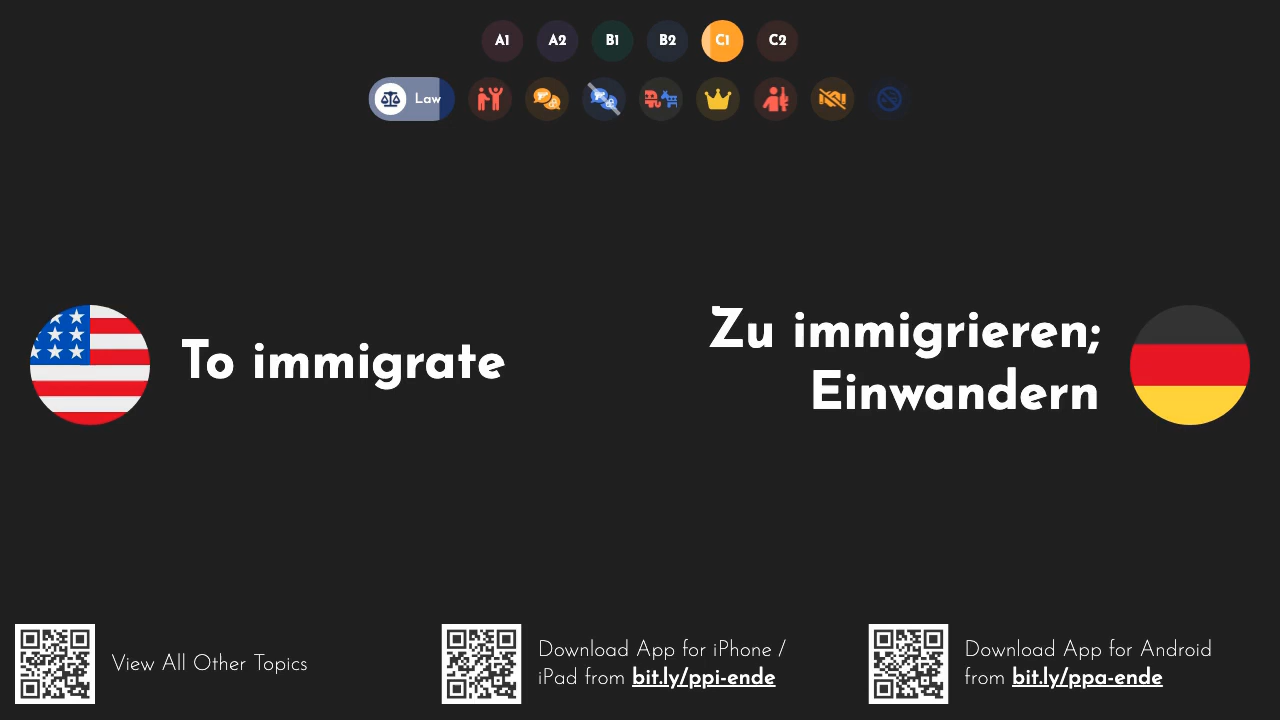 A1 A2 B1 B2 C1 C2
Law
To immigrate
Zu immigrieren;
Einwandern
View All Other Topics
Download App for iPhone /
iPad from bit.ly/ppi-ende
Download App for Android
from bit.ly/ppa-ende